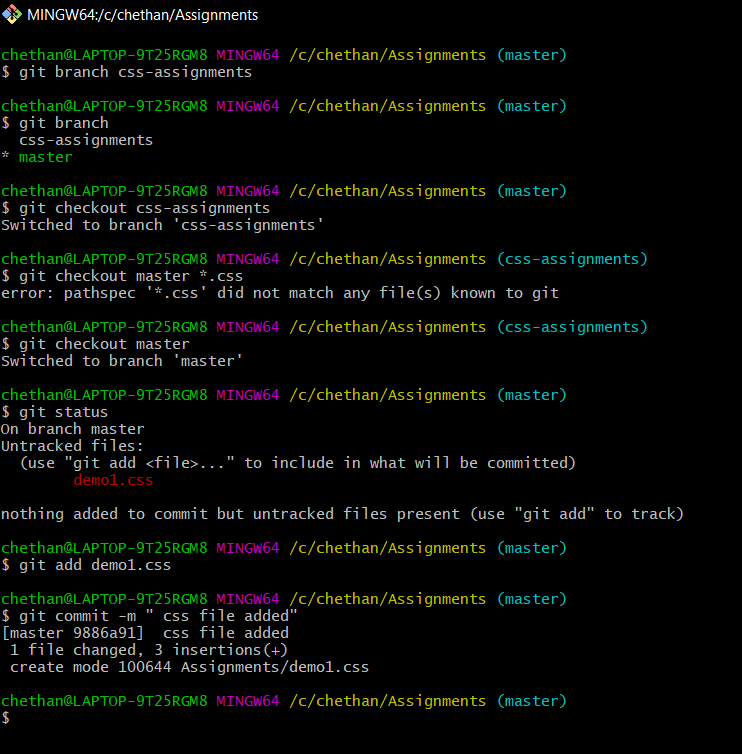 MINGW64:/c/chethan/Assignments
chethan@LAPTOP-9T25RGM8 MINGW64 /c/chethan/Assignments (master)
$ git branch css-assignments
chethan@LAPTOP-9T25RGM8 MINGW64 /c/chethan/Assignments (master)
$ git branch
  css-assignments
* master
chethan@LAPTOP-9T25RGM8 MINGW64 /c/chethan/Assignments (master)
$ git checkout css-assignments
Switched to branch 'css-assignments'
chethan@LAPTOP-9T25RGM8 MINGW64 /c/chethan/Assignments (css-assignments)
$ git checkout master *.css
error: pathspec '*.css' did not match any file(s) known to git
chethan@LAPTOP-9T25RGM8 MINGW64 /c/chethan/Assignments (css-assignments)
$ git checkout master
Switched to branch 'master'
chethan@LAPTOP-9T25RGM8 MINGW64 /c/chethan/Assignments (master)
$ git status
On branch master
Untracked files:
  (use "git add <file>..." to include in what will be committed)
        demo1.css
nothing added to commit but untracked files present (use "git add" to track)
chethan@LAPTOP-9T25RGM8 MINGW64 /c/chethan/Assignments (master)
$ git add demo1.css
chethan@LAPTOP-9T25RGM8 MINGW64 /c/chethan/Assignments (master)
$ git commit -m " css file added"
[master 9886a91]  css file added
 1 file changed, 3 insertions(+)
 create mode 100644 Assignments/demo1.css
chethan@LAPTOP-9T25RGM8 MINGW64 /c/chethan/Assignments (master)
$